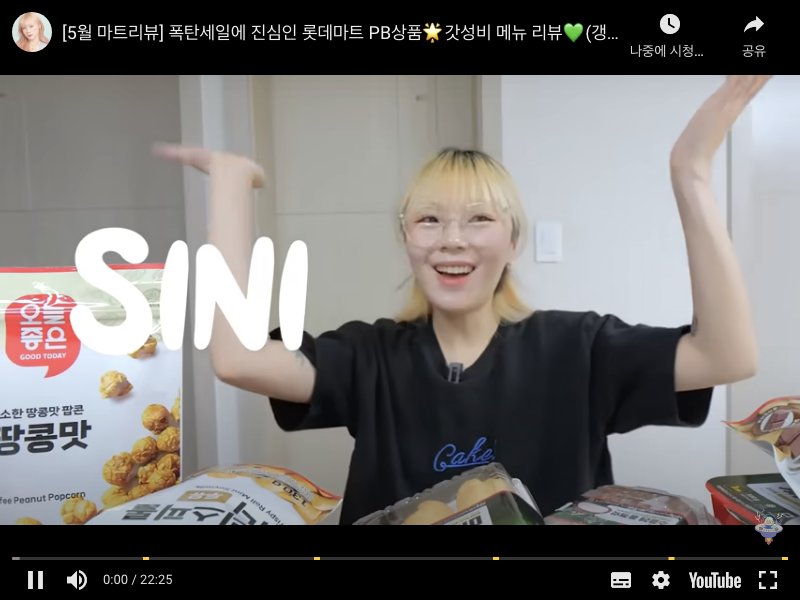 [5월 마트리뷰] 폭탄세일에 진심인 롯데마트 PB상품🌟갓성비 메뉴 리뷰💚(갱...
나중에 시청...
공유
SINI
오늘
좋은
GOOD TODAY
소한 땅콩맛 팝콘
땅콩맛
fee Peanut Popcorn
130g
Cake
0:00 / 22:25
YouTube